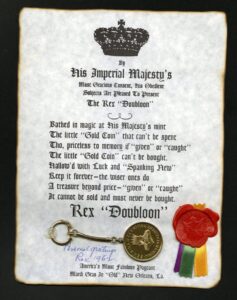 By
His Imperial Majesty's
Most Gracious Consent, His Obedient
Subjects Are Pleased To Present
The Rex "Doubloon"
Bathed in magic at His Majesty's mint
The little "Gold Coin" that can't be spent
Tho, priceless to memory if "given" or "caught"
The little "Gold Coin" can't be bought.
Hallow'd with Luck and "Spanking New"
Keep it forever—the wiser ones do
A treasure beyond price—"given" or "caught"
It cannot be sold and must never be bought.
Rex "Doubloon"
Rex 196
America's Most Famous Pageant
Mardi Gras in "Old" New Orleans, La.